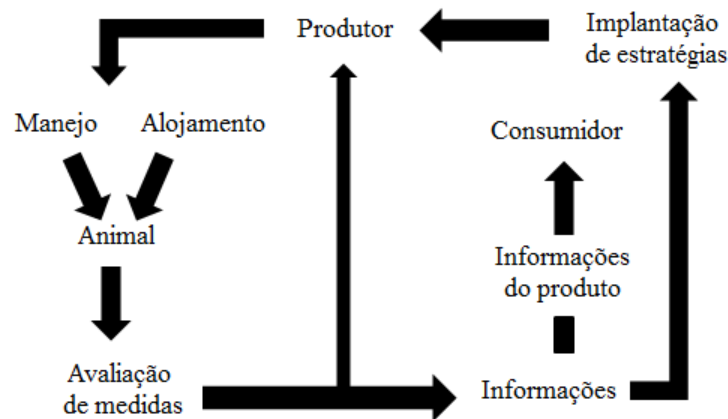 Produtor
Implantação
de estratégias
Manejo
Alojamento
Consumidor
Animal
Informações
do produto
Avaliação
de medidas
Informações